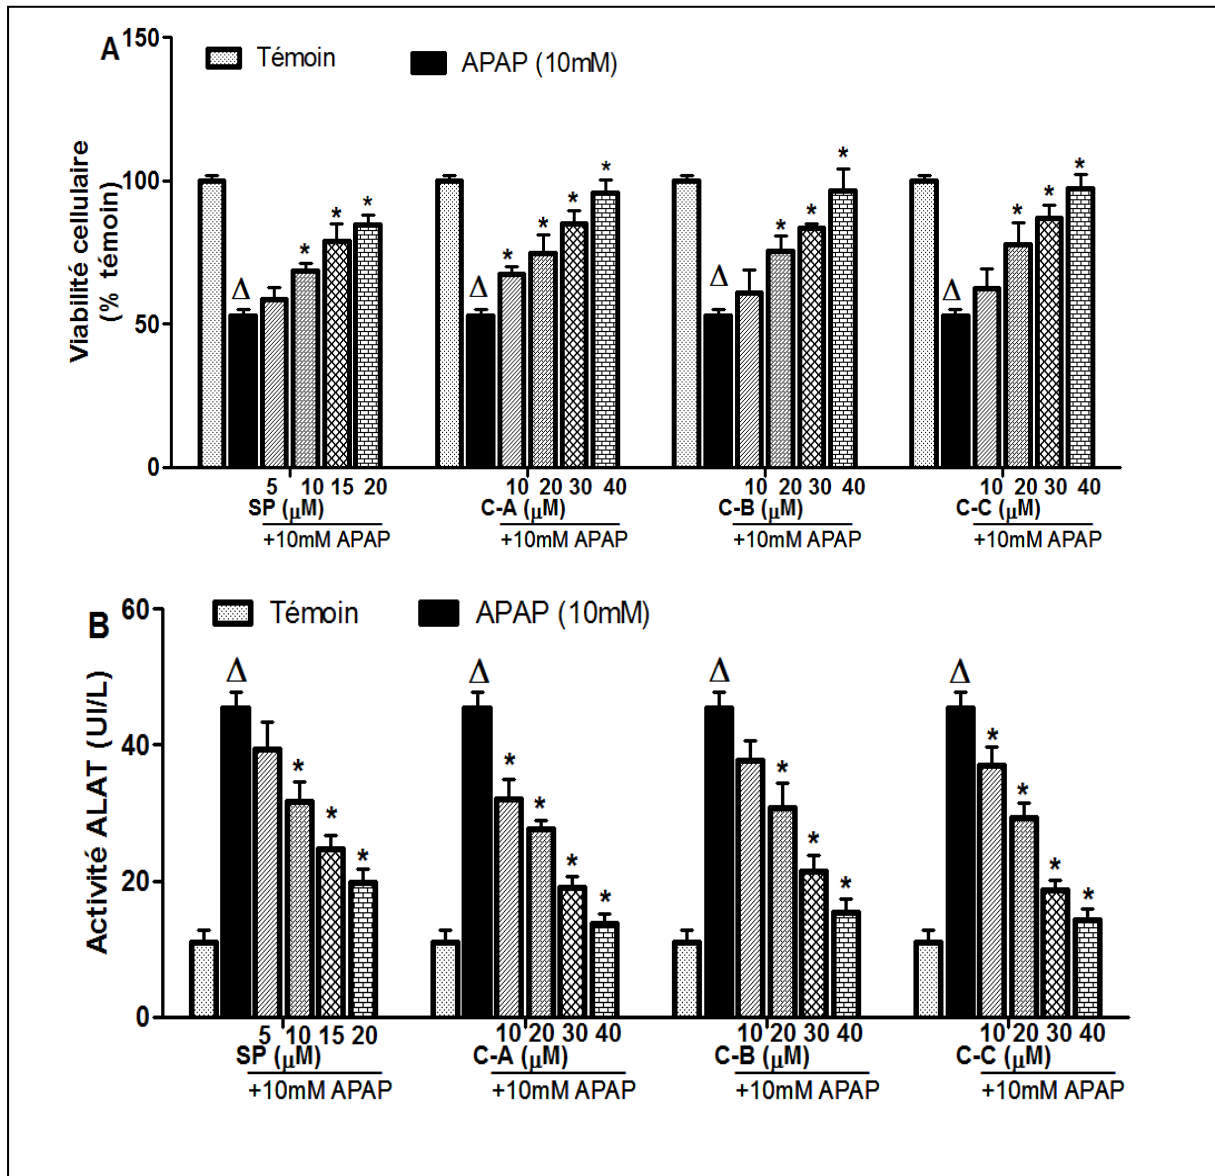 A
150
Témoin
APAP (10mM)
Viabilité cellulaire
(% témoin)
100
50
0
Δ * * *
Δ * * * *
Δ * * *
Δ * * *
5 10 15 20
10 20 30 40
10 20 30 40
10 20 30 40
SP (μM)
C-A (μM)
C-B (μM)
C-C (μM)
+10mM APAP
+10mM APAP
+10mM APAP
+10mM APAP
B
60
Témoin
APAP (10mM)
Activité ALAT (UI/L)
40
20
0
Δ * * *
Δ * * * *
Δ * * *
Δ * * * *
5 10 15 20
10 20 30 40
10 20 30 40
10 20 30 40
SP (μM)
C-A (μM)
C-B (μM)
C-C (μM)
+10mM APAP
+10mM APAP
+10mM APAP
+10mM APAP